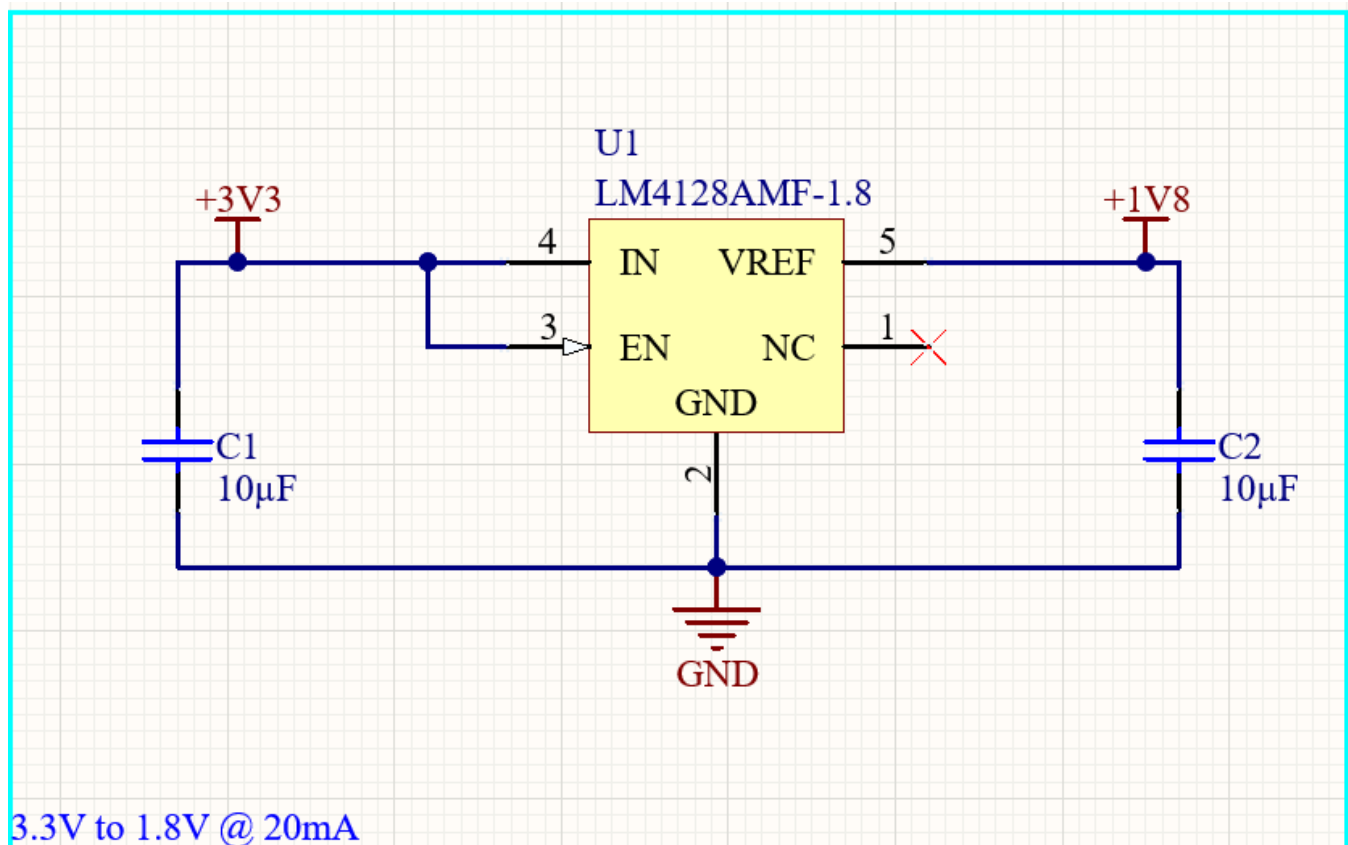 U1
LM4128AMF-1.8
+3V3
+1V8
4
IN
VREF
5
3
EN
NC
1
GND
2
C1
10µF
C2
10µF
GND
3.3V to 1.8V @ 20mA